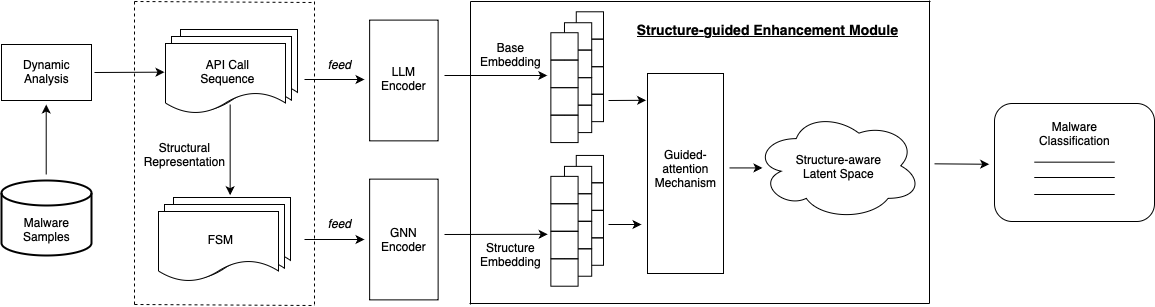 Dynamic
Analysis
Malware
Samples
API Call
Sequence
Structural
Representation
FSM
feed
feed
LLM
Encoder
GNN
Encoder
Structure-guided Enhancement Module
Base
Embedding
Structure
Embedding
Guided-
attention
Mechanism
Structure-aware
Latent Space
Malware
Classification